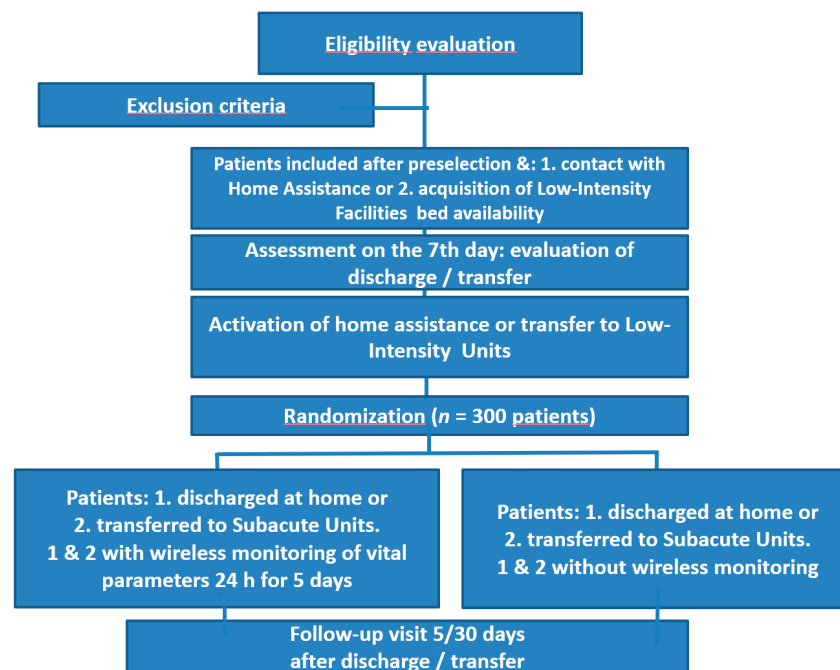 Eligibility evaluation
Exclusion criteria
Patients included after preselection &: 1. contact with
Home Assistance or 2. acquisition of Low-Intensity
Facilities bed availability
Assessment on the 7th day: evaluation of
discharge / transfer
Activation of home assistance or transfer to Low-
Intensity Units
Randomization (n = 300 patients)
Patients: 1. discharged at home or
2. transferred to Subacute Units.
1 & 2 with wireless monitoring of vital
parameters 24 h for 5 days
Patients: 1. discharged at home or
2. transferred to Subacute Units.
1 & 2 without wireless monitoring
Follow-up visit 5/30 days
after discharge / transfer